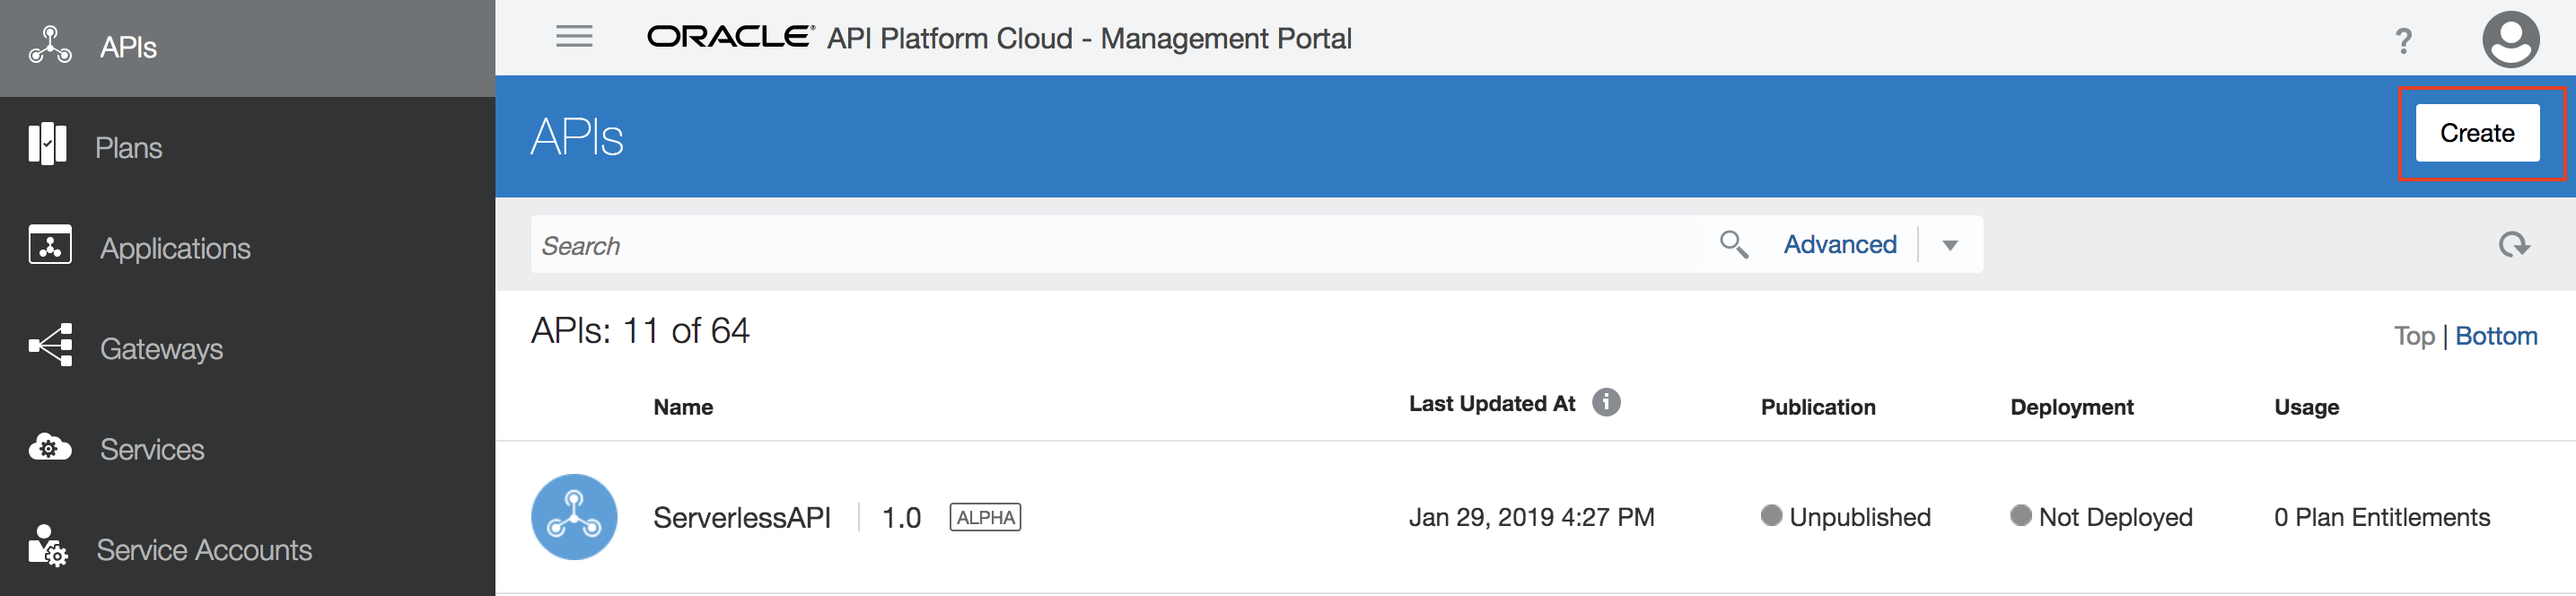 APIs
Plans
Applications
Gateways
Services
Service Accounts
ORACLE® API Platform Cloud - Management Portal
?
APIs
Create
Search
Advanced
APIs: 11 of 64
Top | Bottom
Name Last Updated At i Publication Deployment Usage
ServerlessAPI | 1.0 ALPHA Jan 29, 2019 4:27 PM Unpublished Not Deployed 0 Plan Entitlements